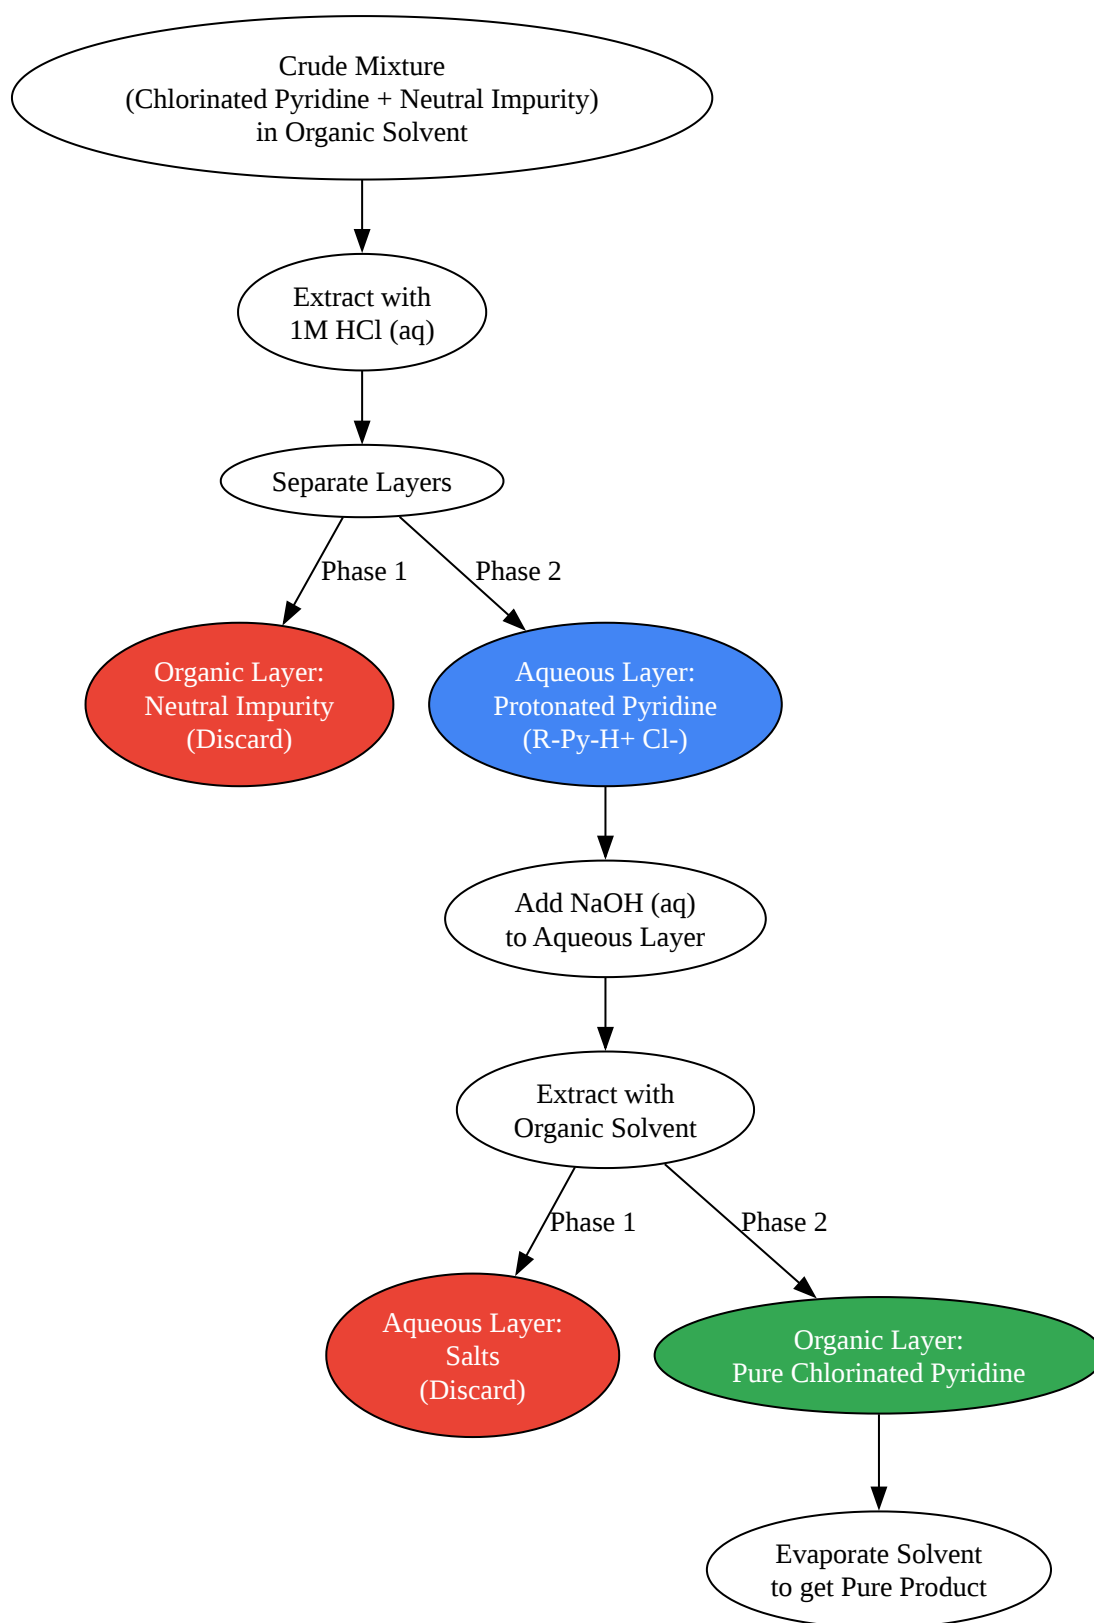 Crude Mixture
(Chlorinated Pyridine + Neutral Impurity)
in Organic Solvent
Extract with
1M HCl (aq)
Separate Layers
Phase 1
Phase 2
Organic Layer:
Neutral Impurity
(Discard)
Aqueous Layer:
Protonated Pyridine
(R-Py-H+ Cl-)
Add NaOH (aq)
to Aqueous Layer
Extract with
Organic Solvent
Phase 1
Phase 2
Aqueous Layer:
Salts
(Discard)
Organic Layer:
Pure Chlorinated Pyridine
Evaporate Solvent
to get Pure Product